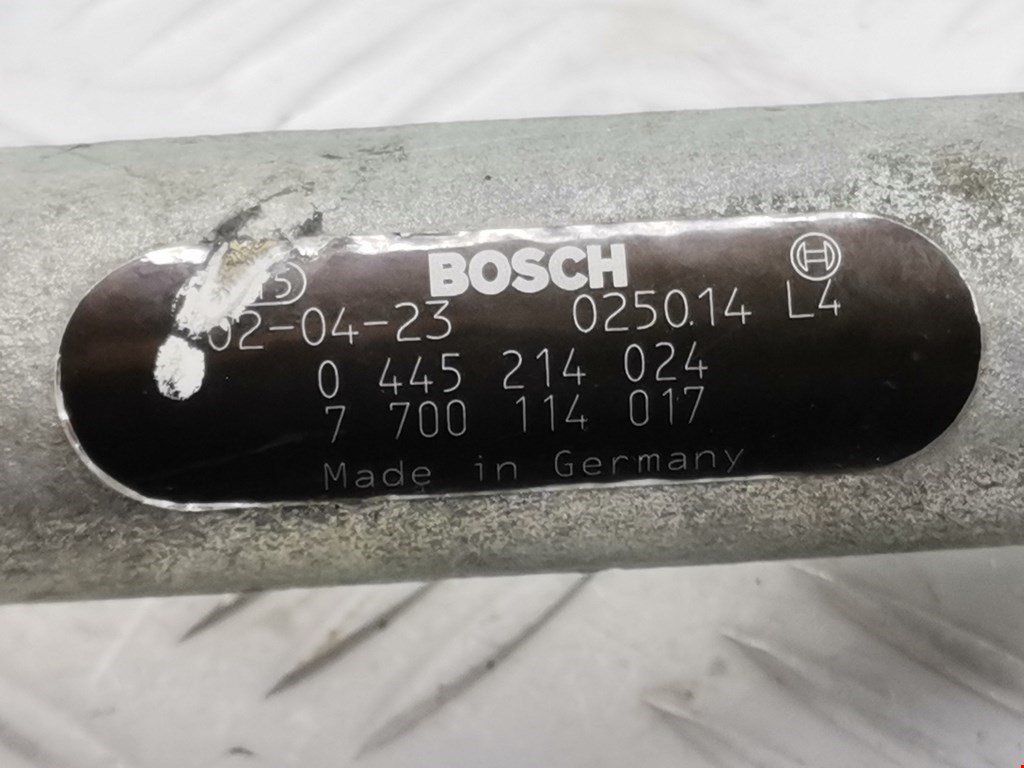 BOSCH
02-04-23 0250.14 L4
0 445 214 024
7 700 114 017
Made in Germany